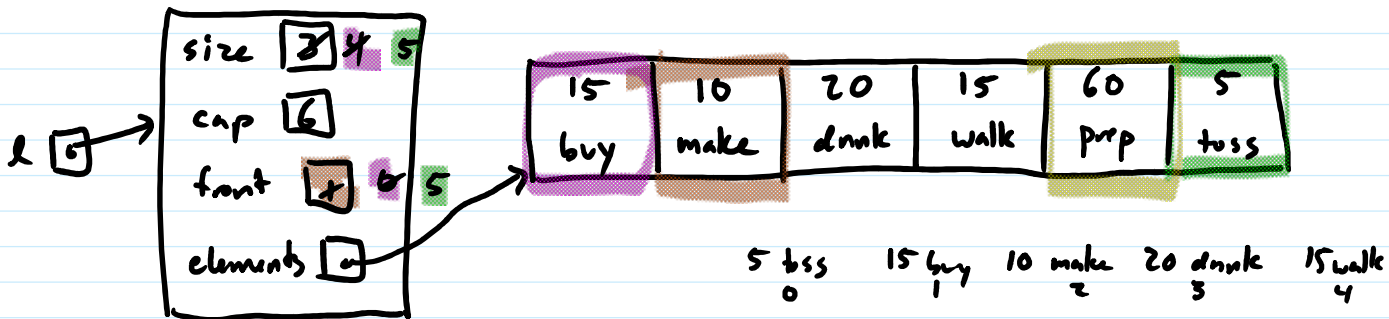 size 3 4 5
cap 6
front 1 0 5
elements
l
15 10 20 15 60 5
buy make drink walk prep toss
5 toss 15 buy 10 make 20 drink 15 walk
0 1 2 3 4